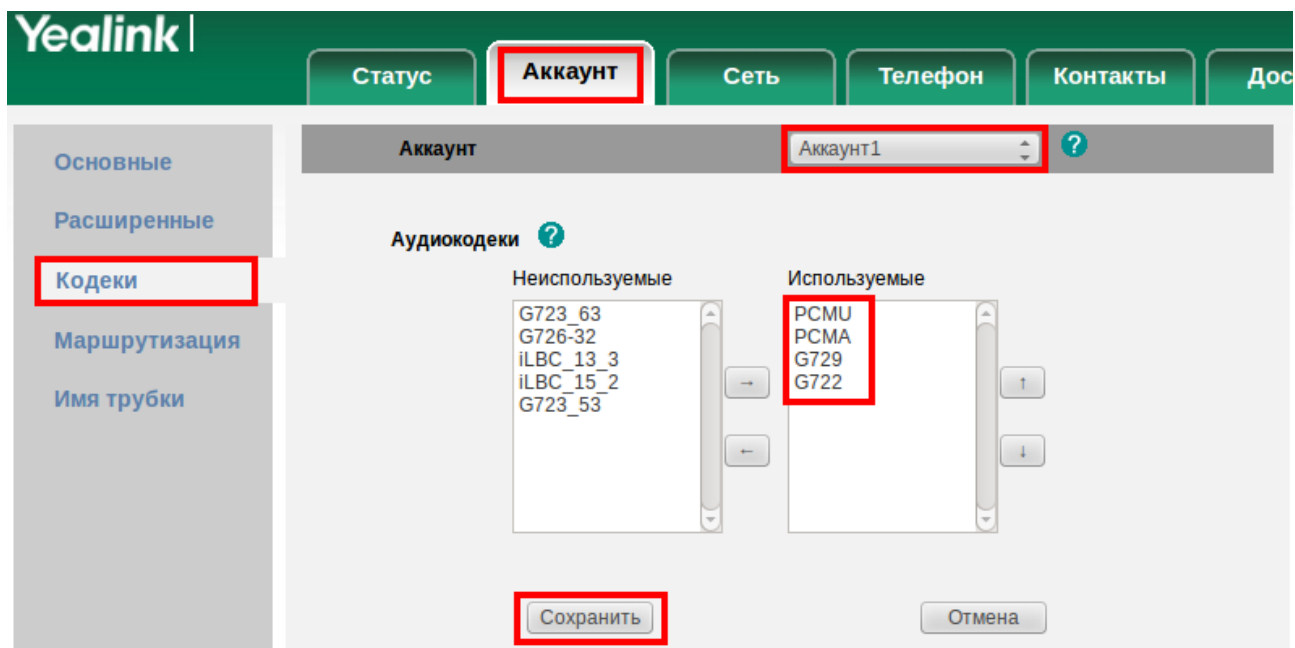 Yealink
Статус Аккаунт Сеть Телефон Контакты Дос
Основные
Расширенные
Кодеки
Маршрутизация
Имя трубки
Аккаунт Аккаунт1 ?
Аудиокодеки ?
Неиспользуемые Используемые
G723_63 PCMU
G726-32 PCMA
iLBC_13_3 G729
iLBC_15_2 G722
G723_53
→ ↑
← ↓
Сохранить Отмена